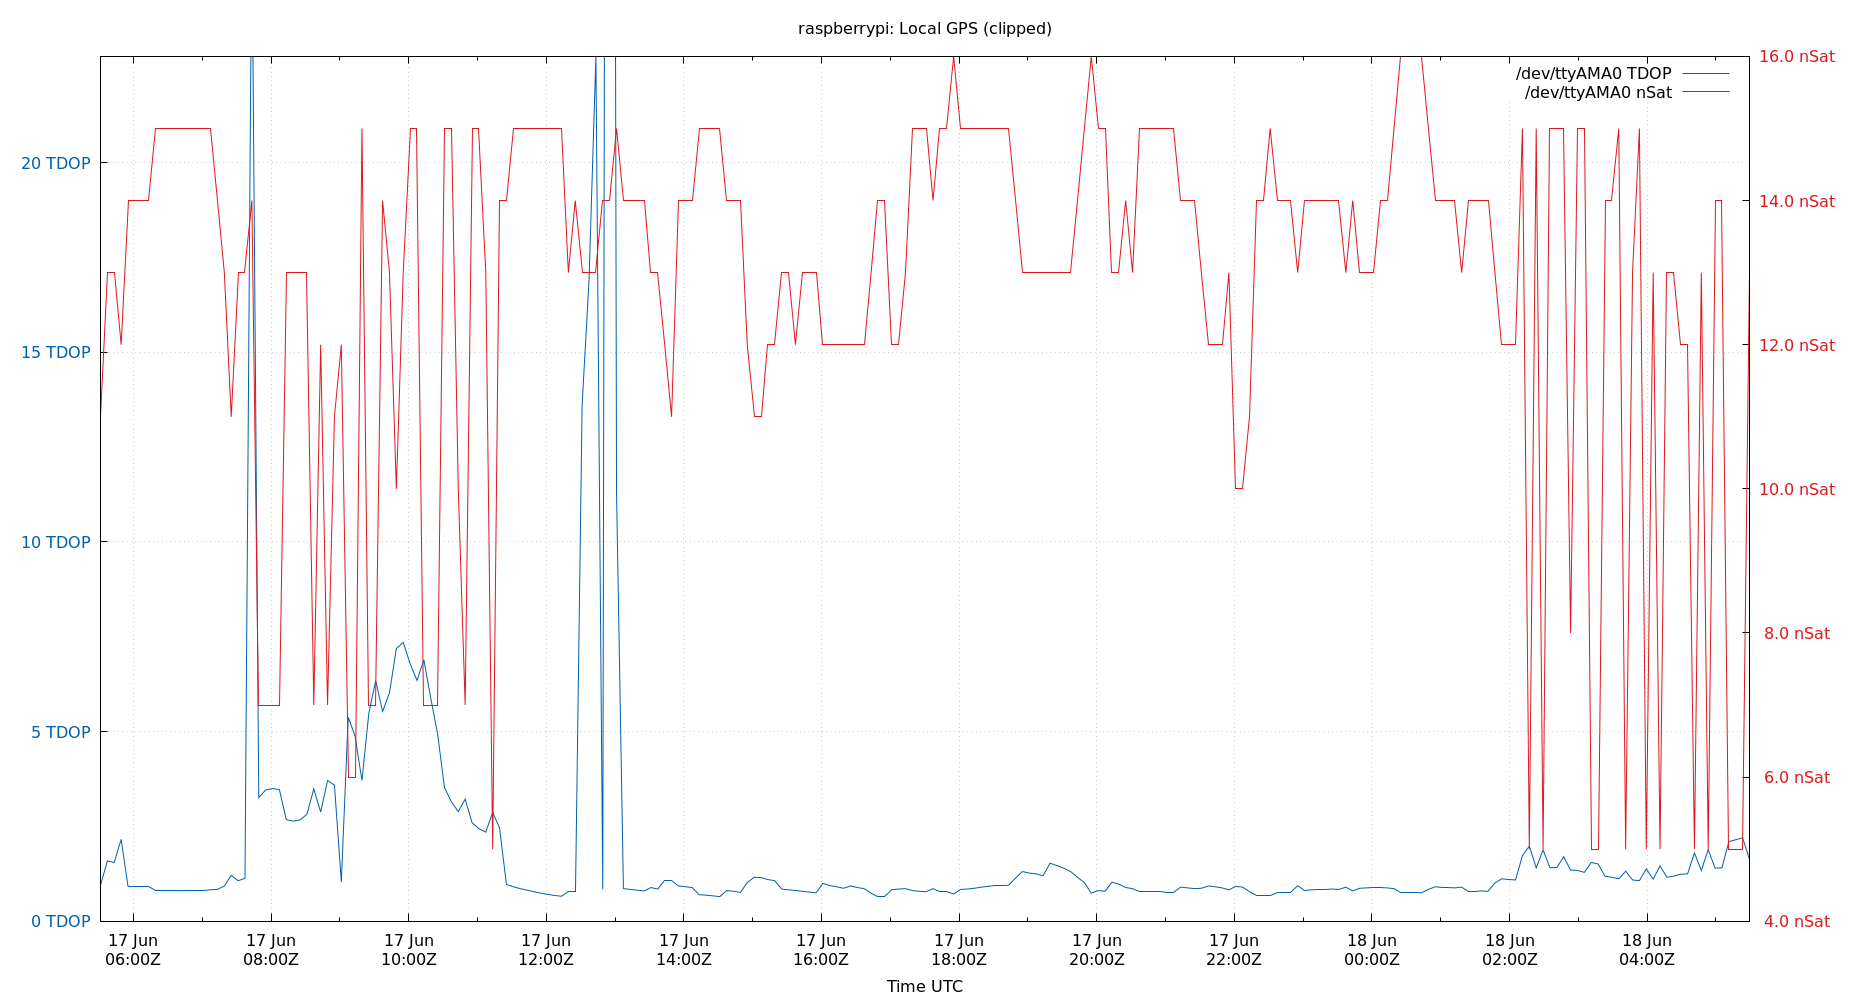 raspberrypi: Local GPS (clipped)
/dev/ttyAMA0 TDOP
/dev/ttyAMA0 nSat
20 TDOP
15 TDOP
10 TDOP
5 TDOP
0 TDOP
16.0 nSat
14.0 nSat
12.0 nSat
10.0 nSat
8.0 nSat
6.0 nSat
4.0 nSat
17 Jun 17 Jun 17 Jun 17 Jun 17 Jun 17 Jun 17 Jun 17 Jun 17 Jun 18 Jun 18 Jun 18 Jun
06:00Z 08:00Z 10:00Z 12:00Z 14:00Z 16:00Z 18:00Z 20:00Z 22:00Z 00:00Z 02:00Z 04:00Z
Time UTC